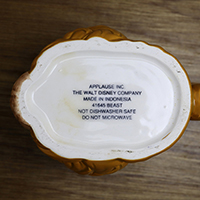 APPLAUSE INC.
THE WALT DISNEY COMPANY
MADE IN INDONESIA
41645 BEAST
NOT DISHWASHER SAFE
DO NOT MICROWAVE